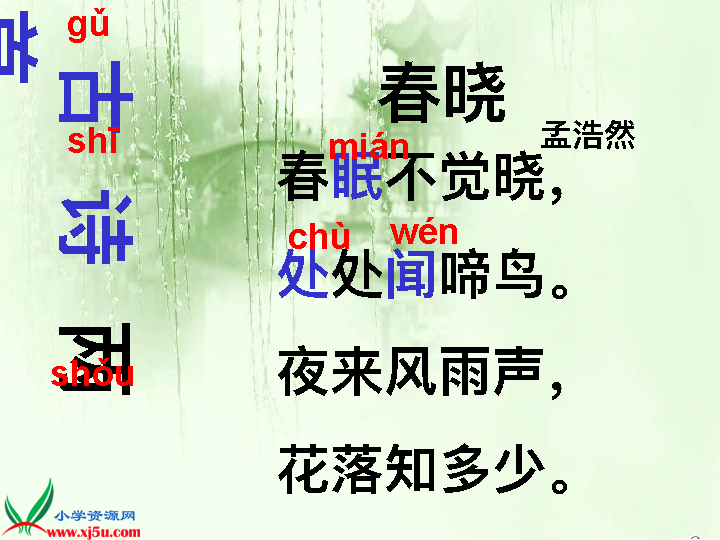 gǔ
古
shī
诗
两
shǒu
首
春晓
孟浩然
mián
春眠不觉晓，
chù wén
处处闻啼鸟。
夜来风雨声，
花落知多少。
小学资源网
www.xj5u.com